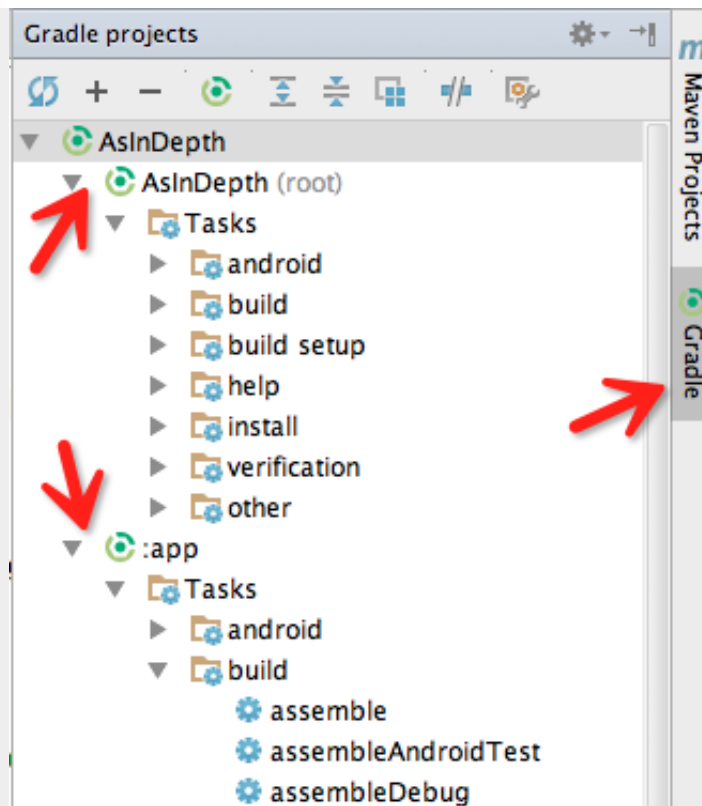 Gradle projects
AsInDepth
AsInDepth (root)
Tasks
android
build
build setup
help
install
verification
other
:app
Tasks
android
build
assemble
assembleAndroidTest
assembleDebug
Maven Projects
Gradle